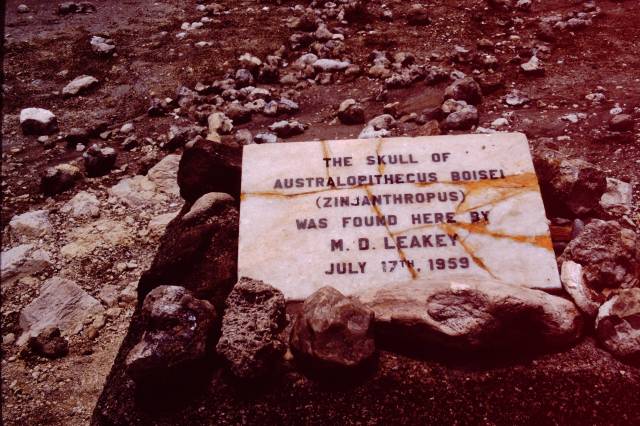 THE SKULL OF
AUSTRALOPITHECUS BOISEI
(ZINJANTHROPUS)
WAS FOUND HERE BY
M. D. LEAKEY
JULY 17TH. 1959